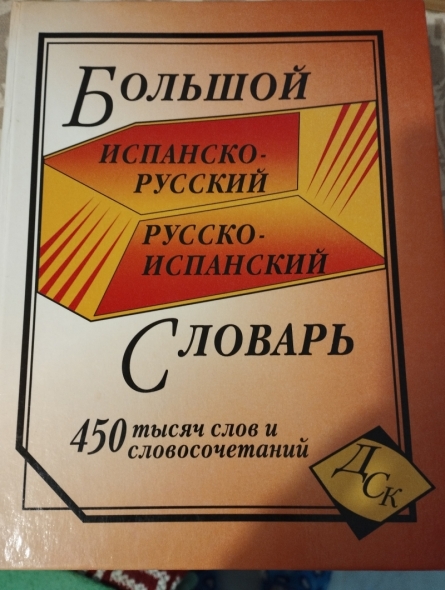 БОЛЬШОЙ
ИСПАНСКО-
РУССКИЙ
РУССКО-
ИСПАНСКИЙ
СЛОВАРЬ
450 тысяч слов и
словосочетаний
ДСК